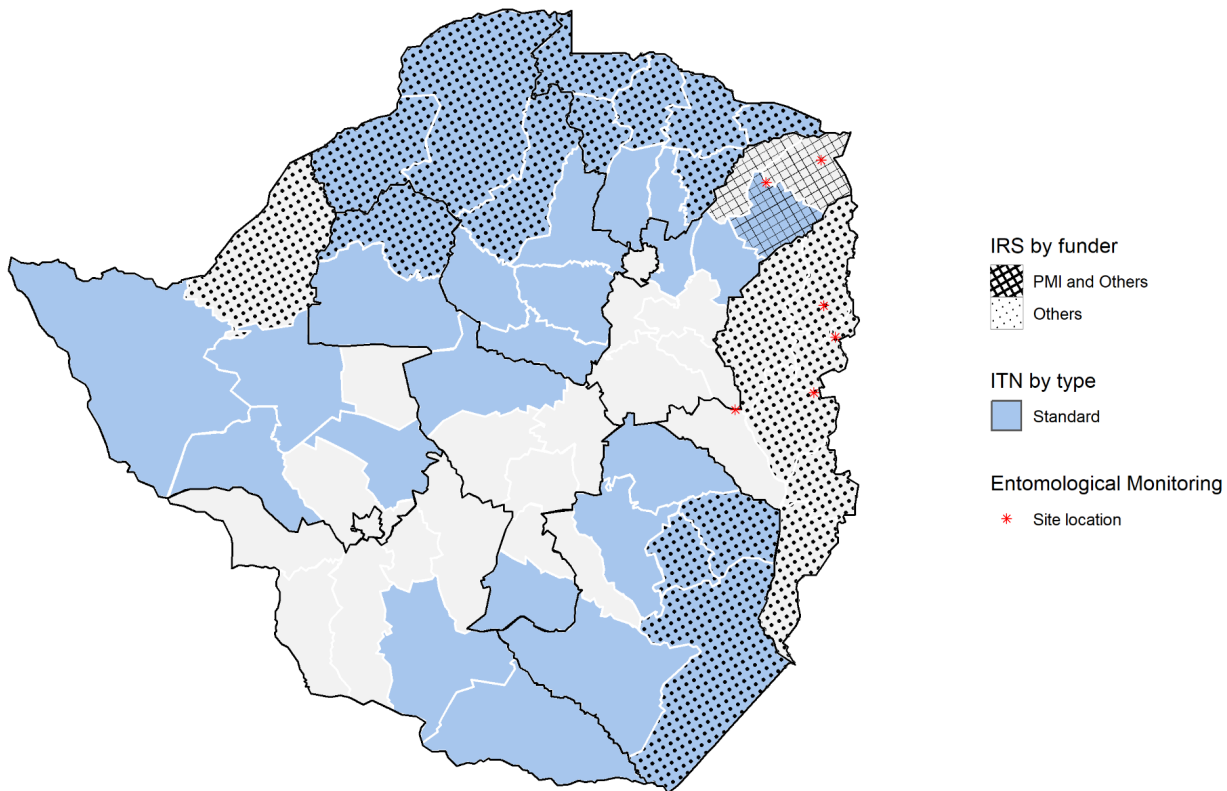 IRS by funder
PMI and Others
Others
ITN by type
Standard
Entomological Monitoring
Site location